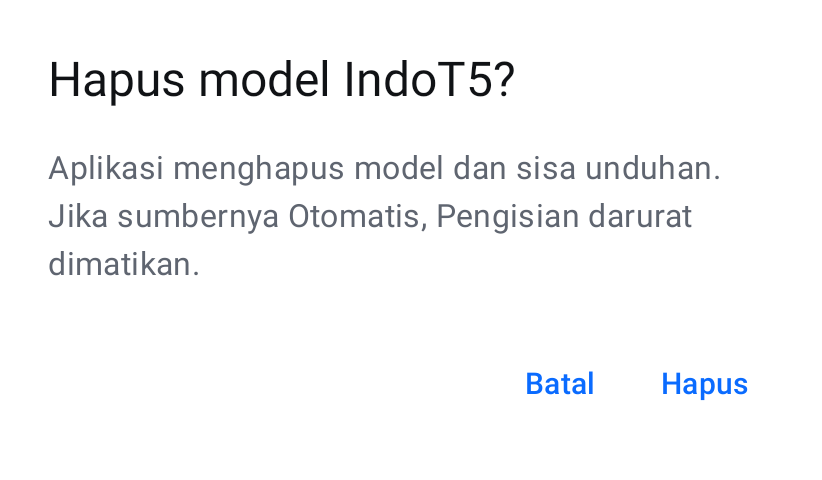 Hapus model IndoT5?
Aplikasi menghapus model dan sisa unduhan.
Jika sumbernya Otomatis, Pengisian darurat
dimatikan.
Batal Hapus